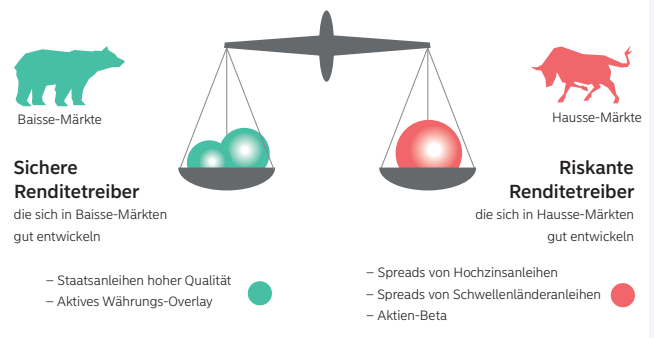 Baisse-Märkte
Hausse-Märkte
Sichere
Renditetreiber
die sich in Baisse-Märkten
gut entwickeln
Riskante
Renditetreiber
die sich in Hausse-Märkten
gut entwickeln
– Staatsanleihen hoher Qualität
– Aktives Währungs-Overlay
– Spreads von Hochzinsanleihen
– Spreads von Schwellenländeranleihen
– Aktien-Beta